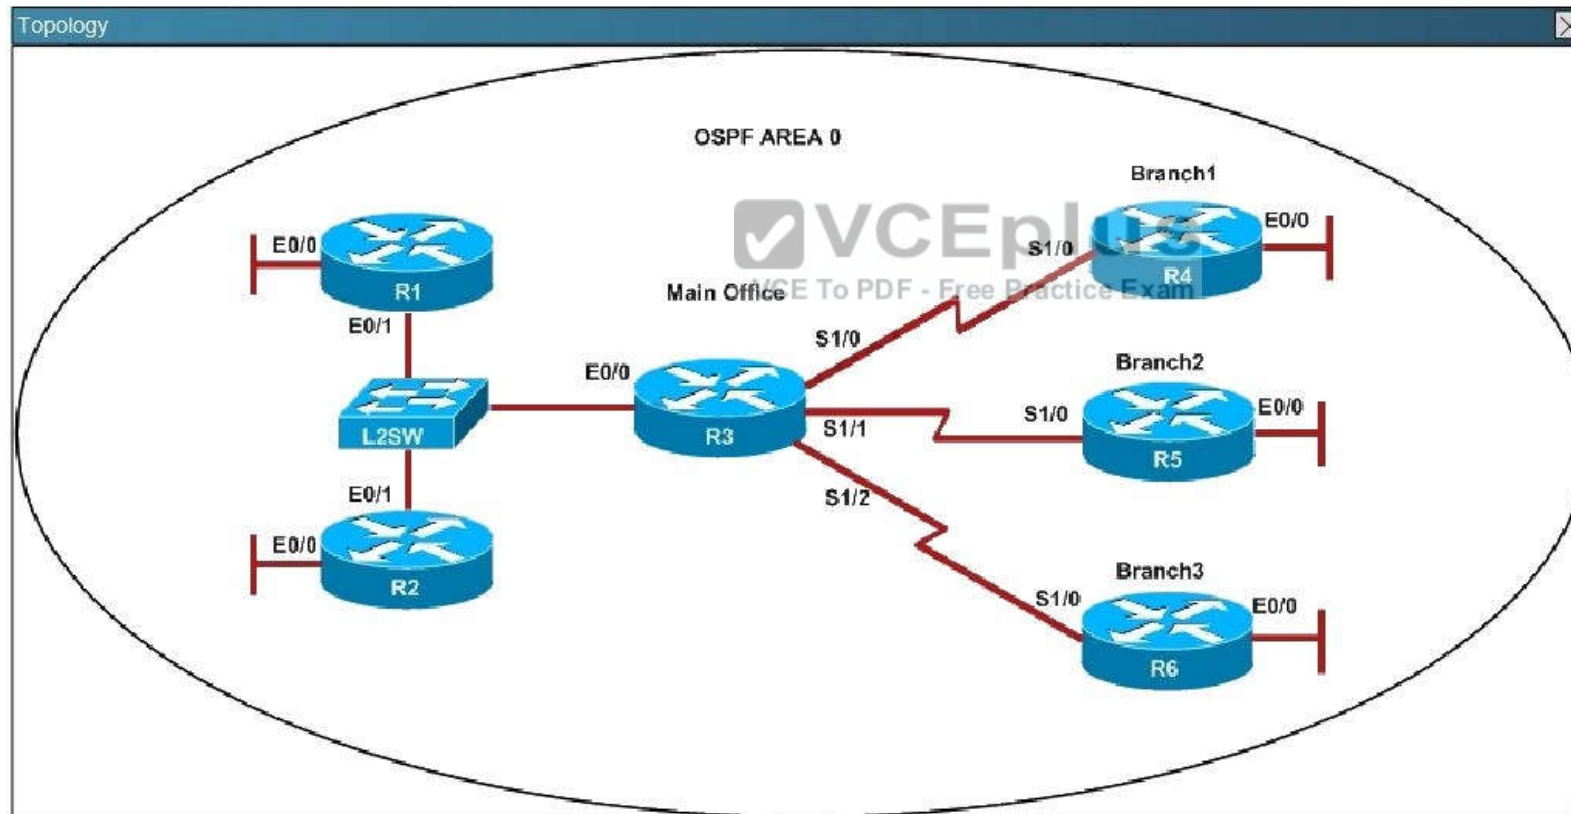 Topology
OSPF AREA 0
Branch1
VCEplus
VCE To PDF - Free Practice Exam
E0/0
R1
E0/1
Main Office
S1/0
S1/0
R4
E0/0
E0/0
R3
S1/1
S1/2
L2SW
Branch2
S1/0
R5
E0/0
E0/1
E0/0
R2
Branch3
S1/0
R6
E0/0